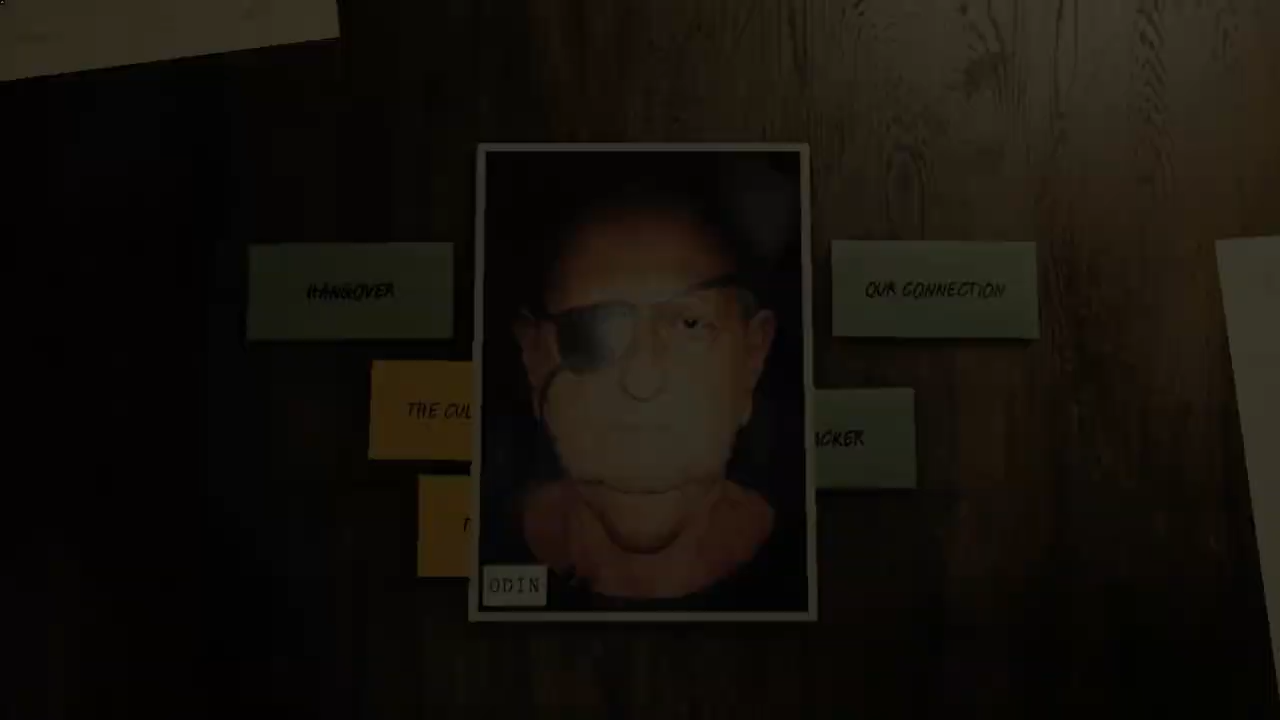 HANGOVER
OUR CONNECTION
THE CUL
ACKER
ODIN